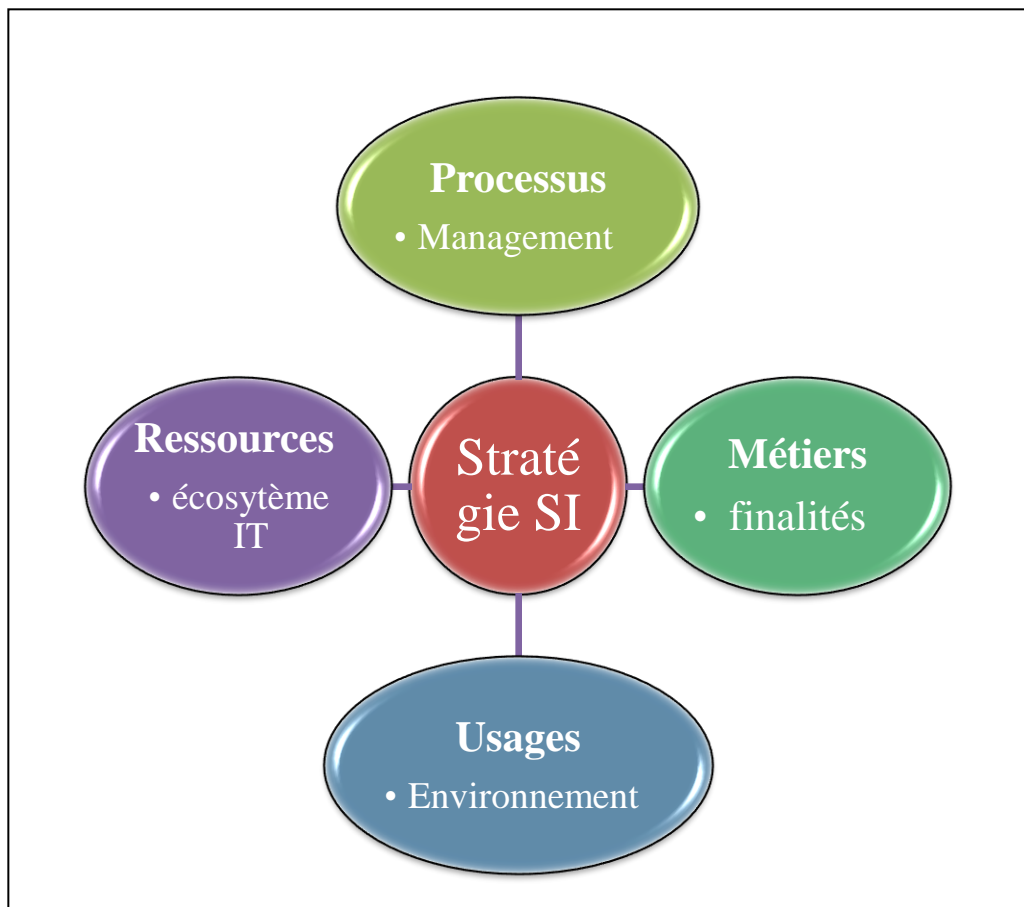 Processus
• Management
Ressources
• écosytème
IT
Straté
gie SI
Métiers
• finalités
Usages
• Environnement